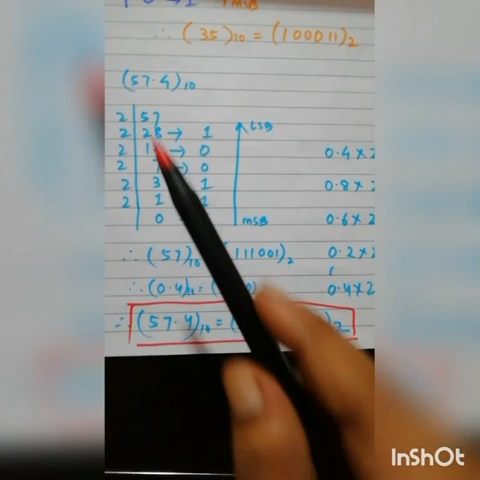 ∴ (35)₁₀ = (100011)₂
(57.4)₁₀
2 57
2 28 → 1 LSB
2 → 0 0.4 ×
2 → 0
2 3 1 0.8 ×
2 1 1
0 MSB 0.6 × 2
∴ (57)₁₀ (111001)₂ 0.2 ×
∴ (0.4)₁₀ = 0.4 × 2
∴ (57.4)₁₀ = ( )₂
InShOt